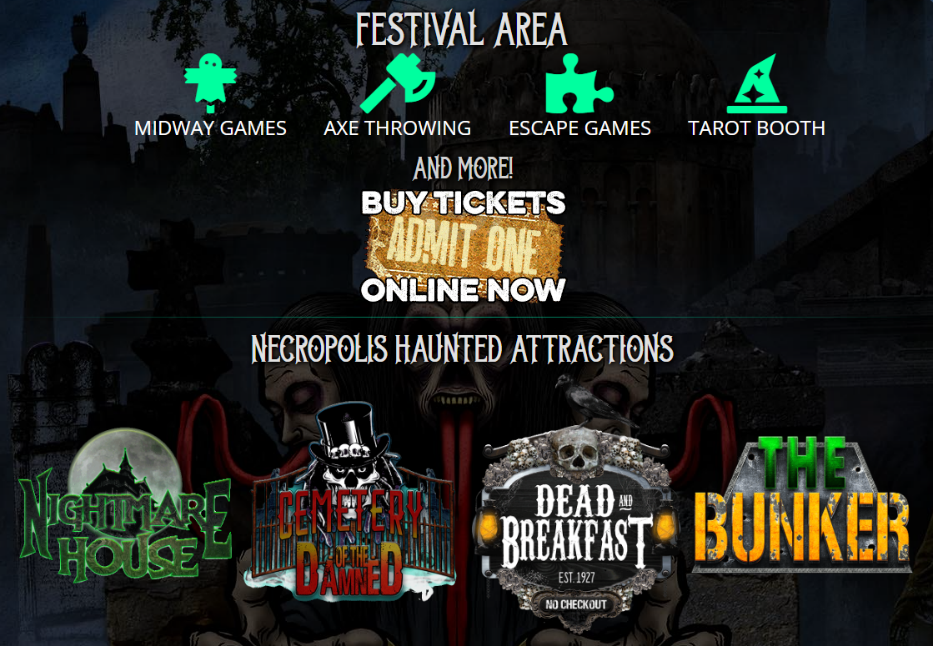 FESTIVAL AREA
MIDWAY GAMES
AXE THROWING
ESCAPE GAMES
TAROT BOOTH
AND MORE!
BUY TICKETS
ADMIT ONE
ONLINE NOW
NECROPOLIS HAUNTED ATTRACTIONS
NIGHTMARE
HOUSE
CEMETERY
OF THE
DAMNED
DEAD AND
BREAKFAST
EST. 1927
NO CHECKOUT
THE
BUNKER